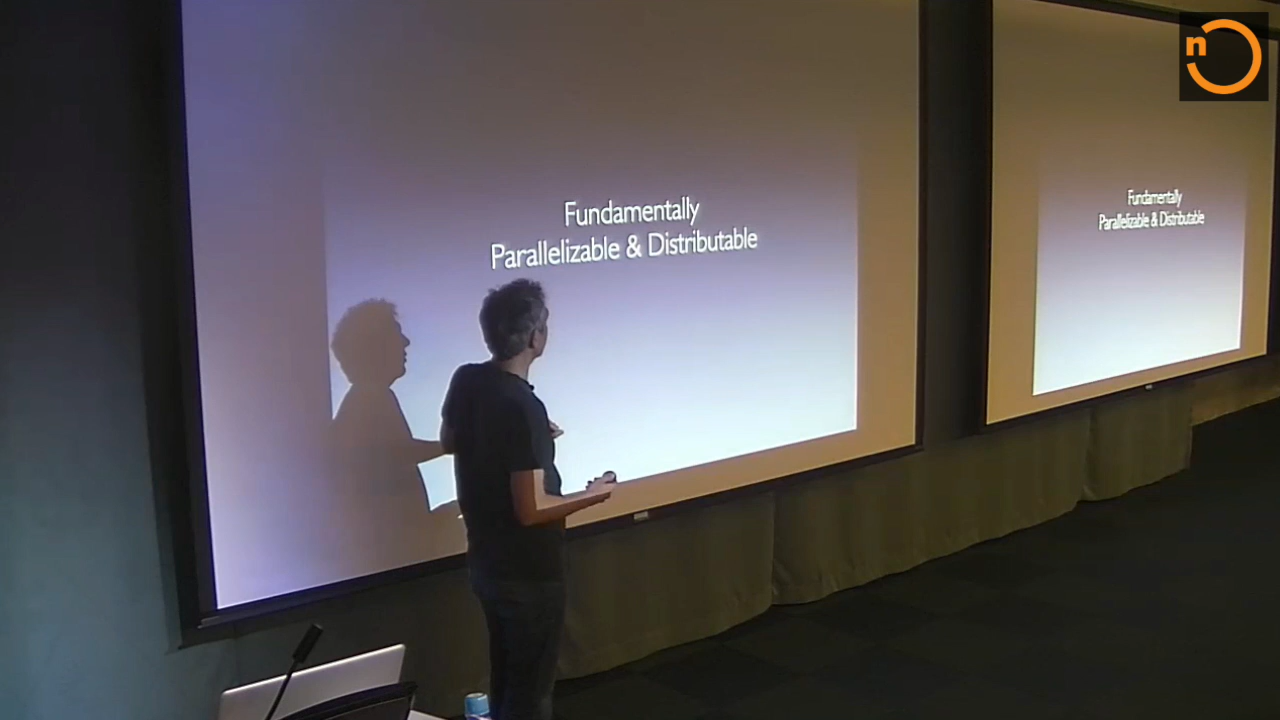 Fundamentally
Parallelizable & Distributable
Fundamentally
Parallelizable & Distributable
n